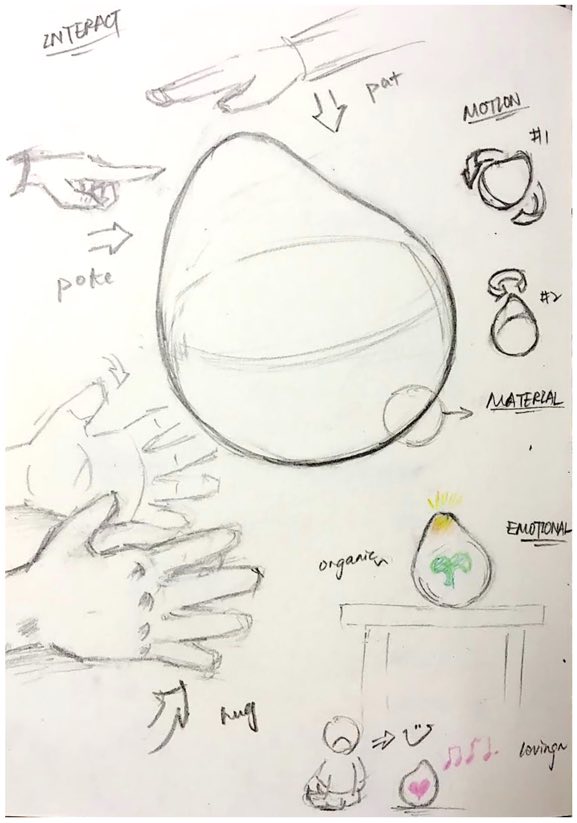 INTERACT
pat
MOTION
#1
poke
#2
MATERIAL
EMOTIONAL
organic
hug
loving